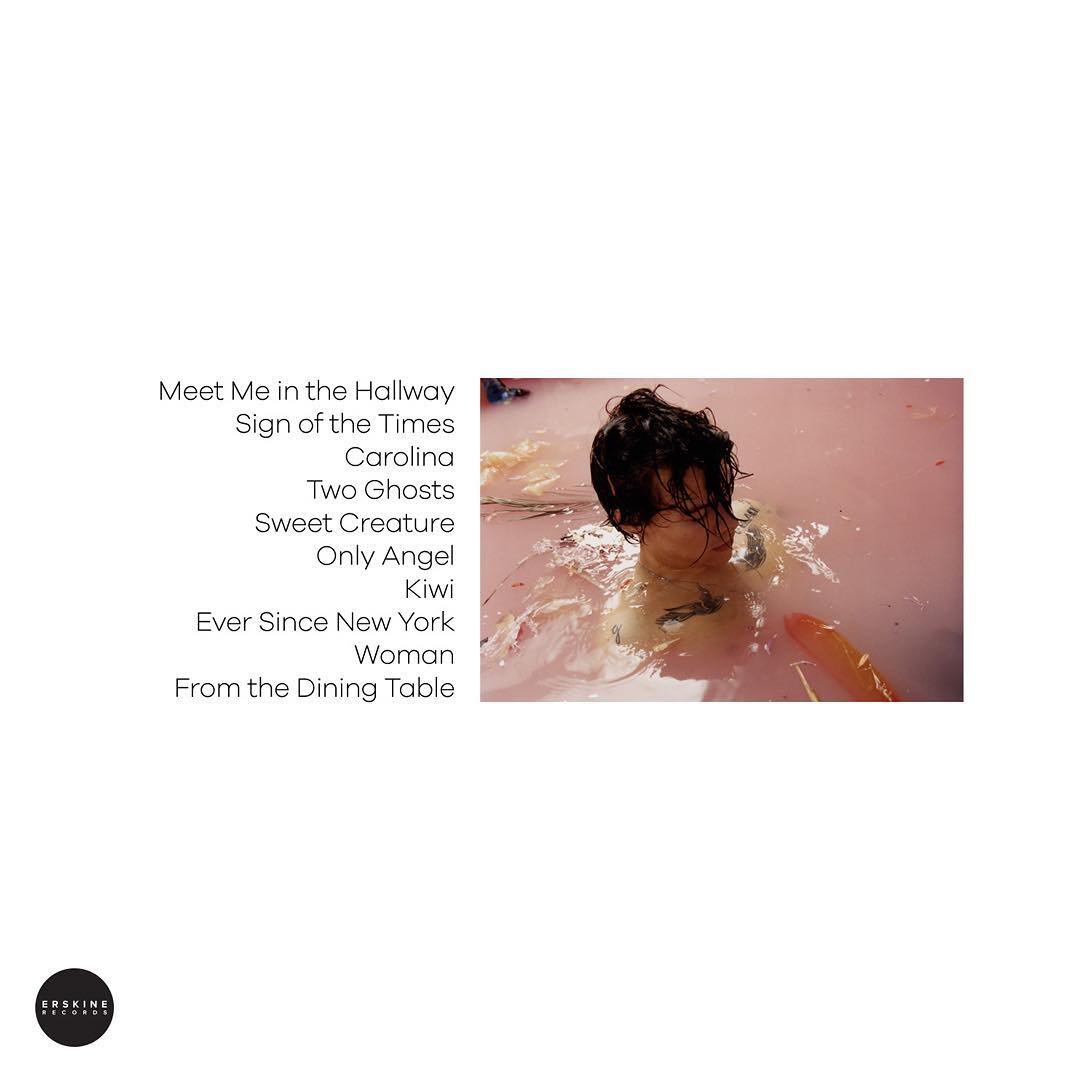 Meet Me in the Hallway
Sign of the Times
Carolina
Two Ghosts
Sweet Creature
Only Angel
Kiwi
Ever Since New York
Woman
From the Dining Table
ERSKINE
RECORDS